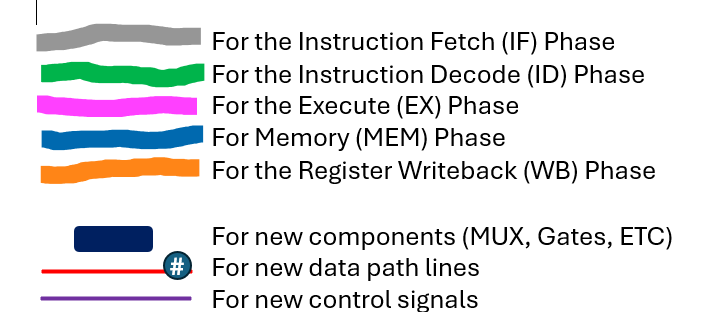 For the Instruction Fetch (IF) Phase
For the Instruction Decode (ID) Phase
For the Execute (EX) Phase
For Memory (MEM) Phase
For the Register Writeback (WB) Phase
For new components (MUX, Gates, ETC)
# For new data path lines
For new control signals